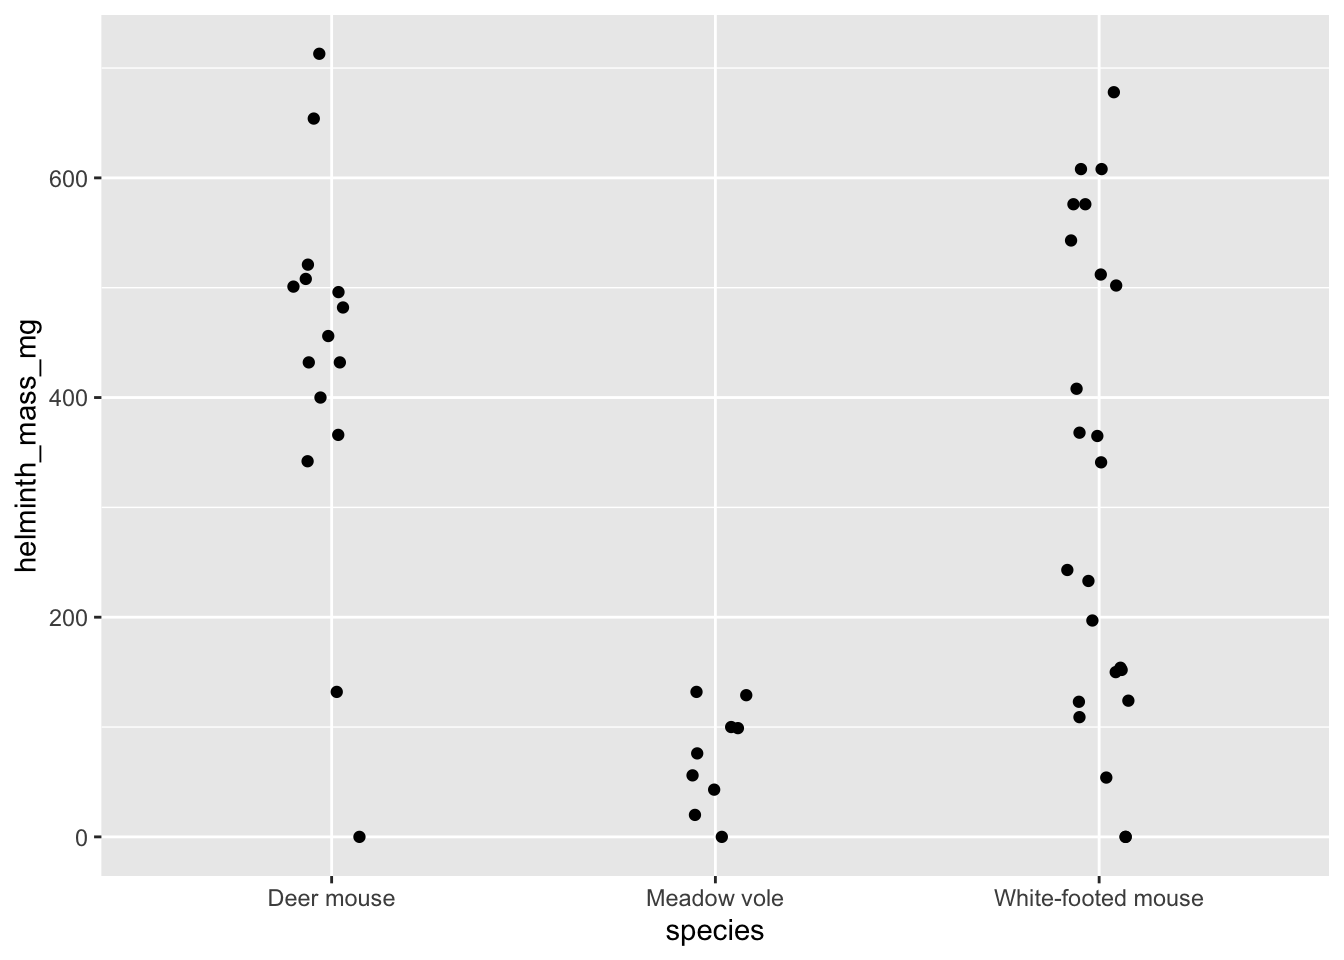 helminth_mass_mg
600
400
200
0
Deer mouse
Meadow vole
White-footed mouse
species